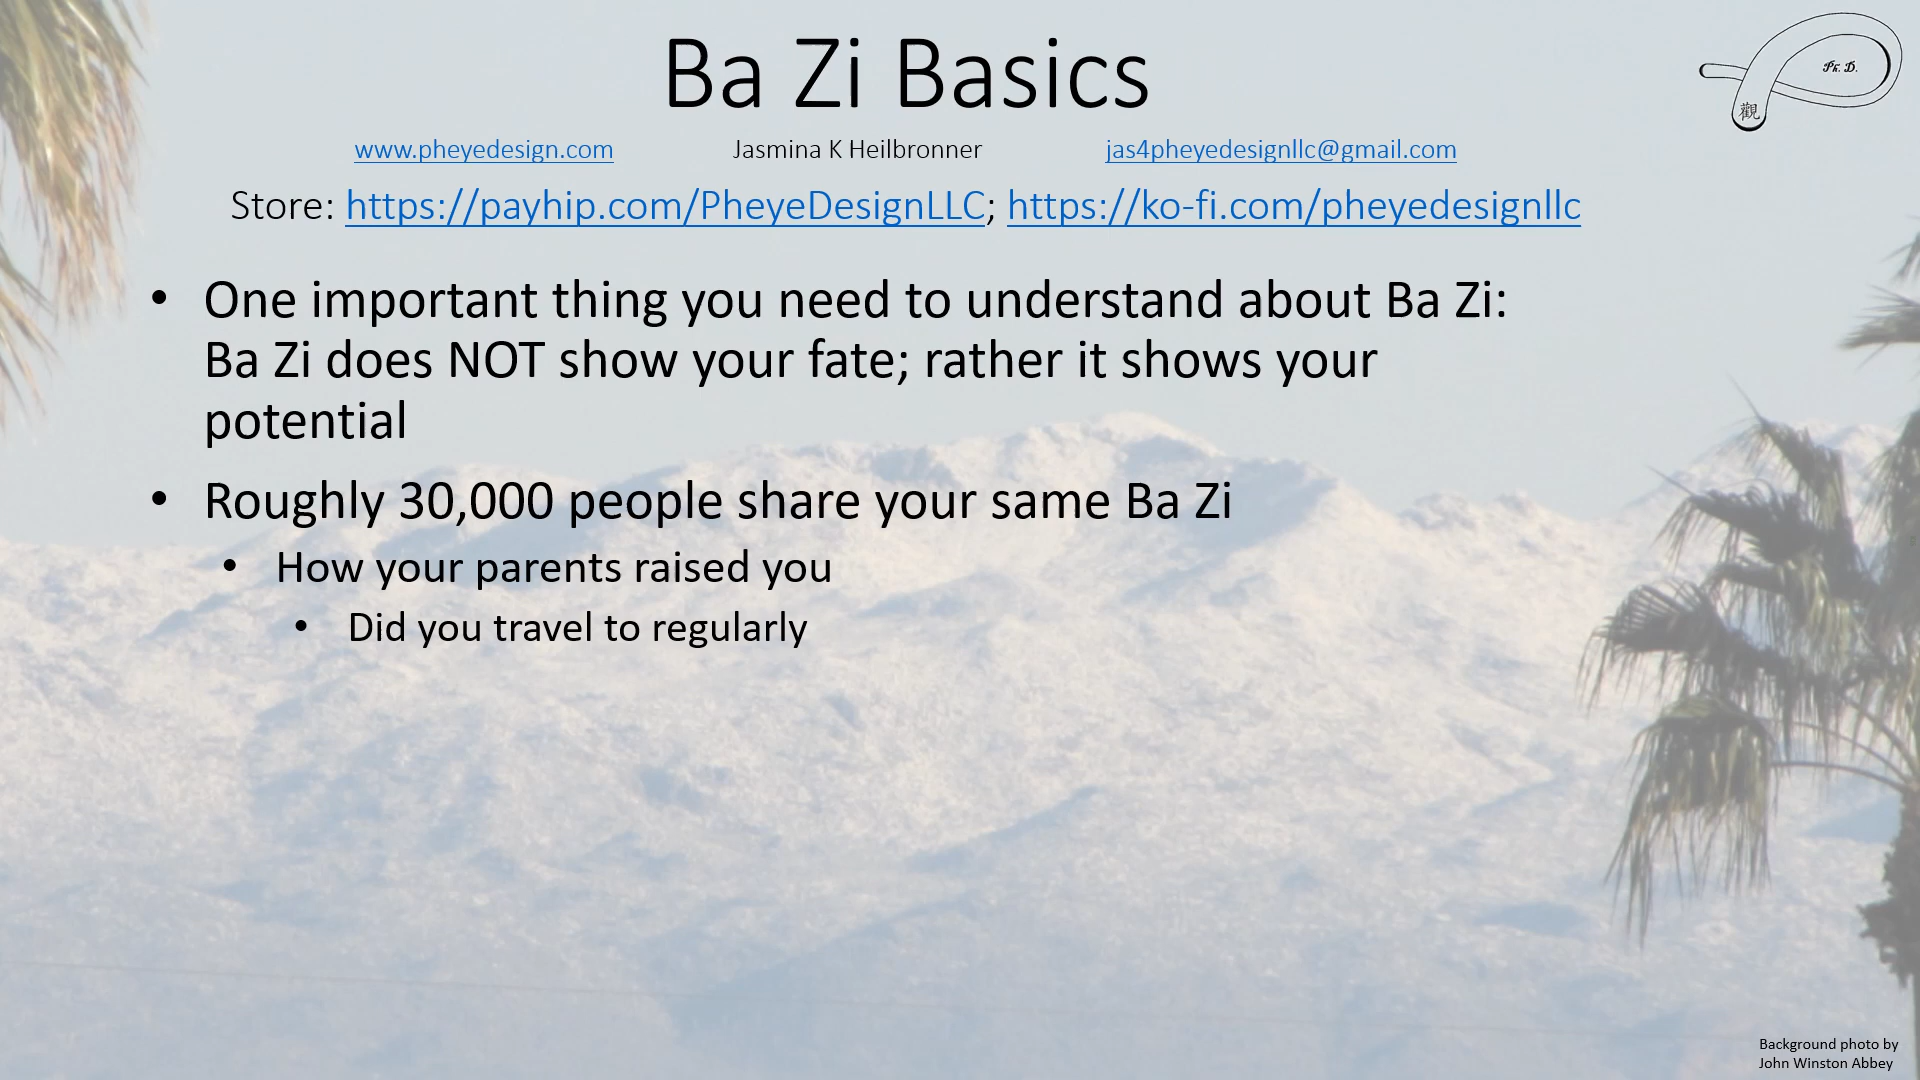 Ba Zi Basics
Ph. D.
觀
www.pheyedesign.com Jasmina K Heilbronner jas4pheyedesignllc@gmail.com
Store: https://payhip.com/PheyeDesignLLC; https://ko-fi.com/pheyedesignllc
• One important thing you need to understand about Ba Zi:
Ba Zi does NOT show your fate; rather it shows your
potential
• Roughly 30,000 people share your same Ba Zi
• How your parents raised you
• Did you travel to regularly
Background photo by
John Winston Abbey